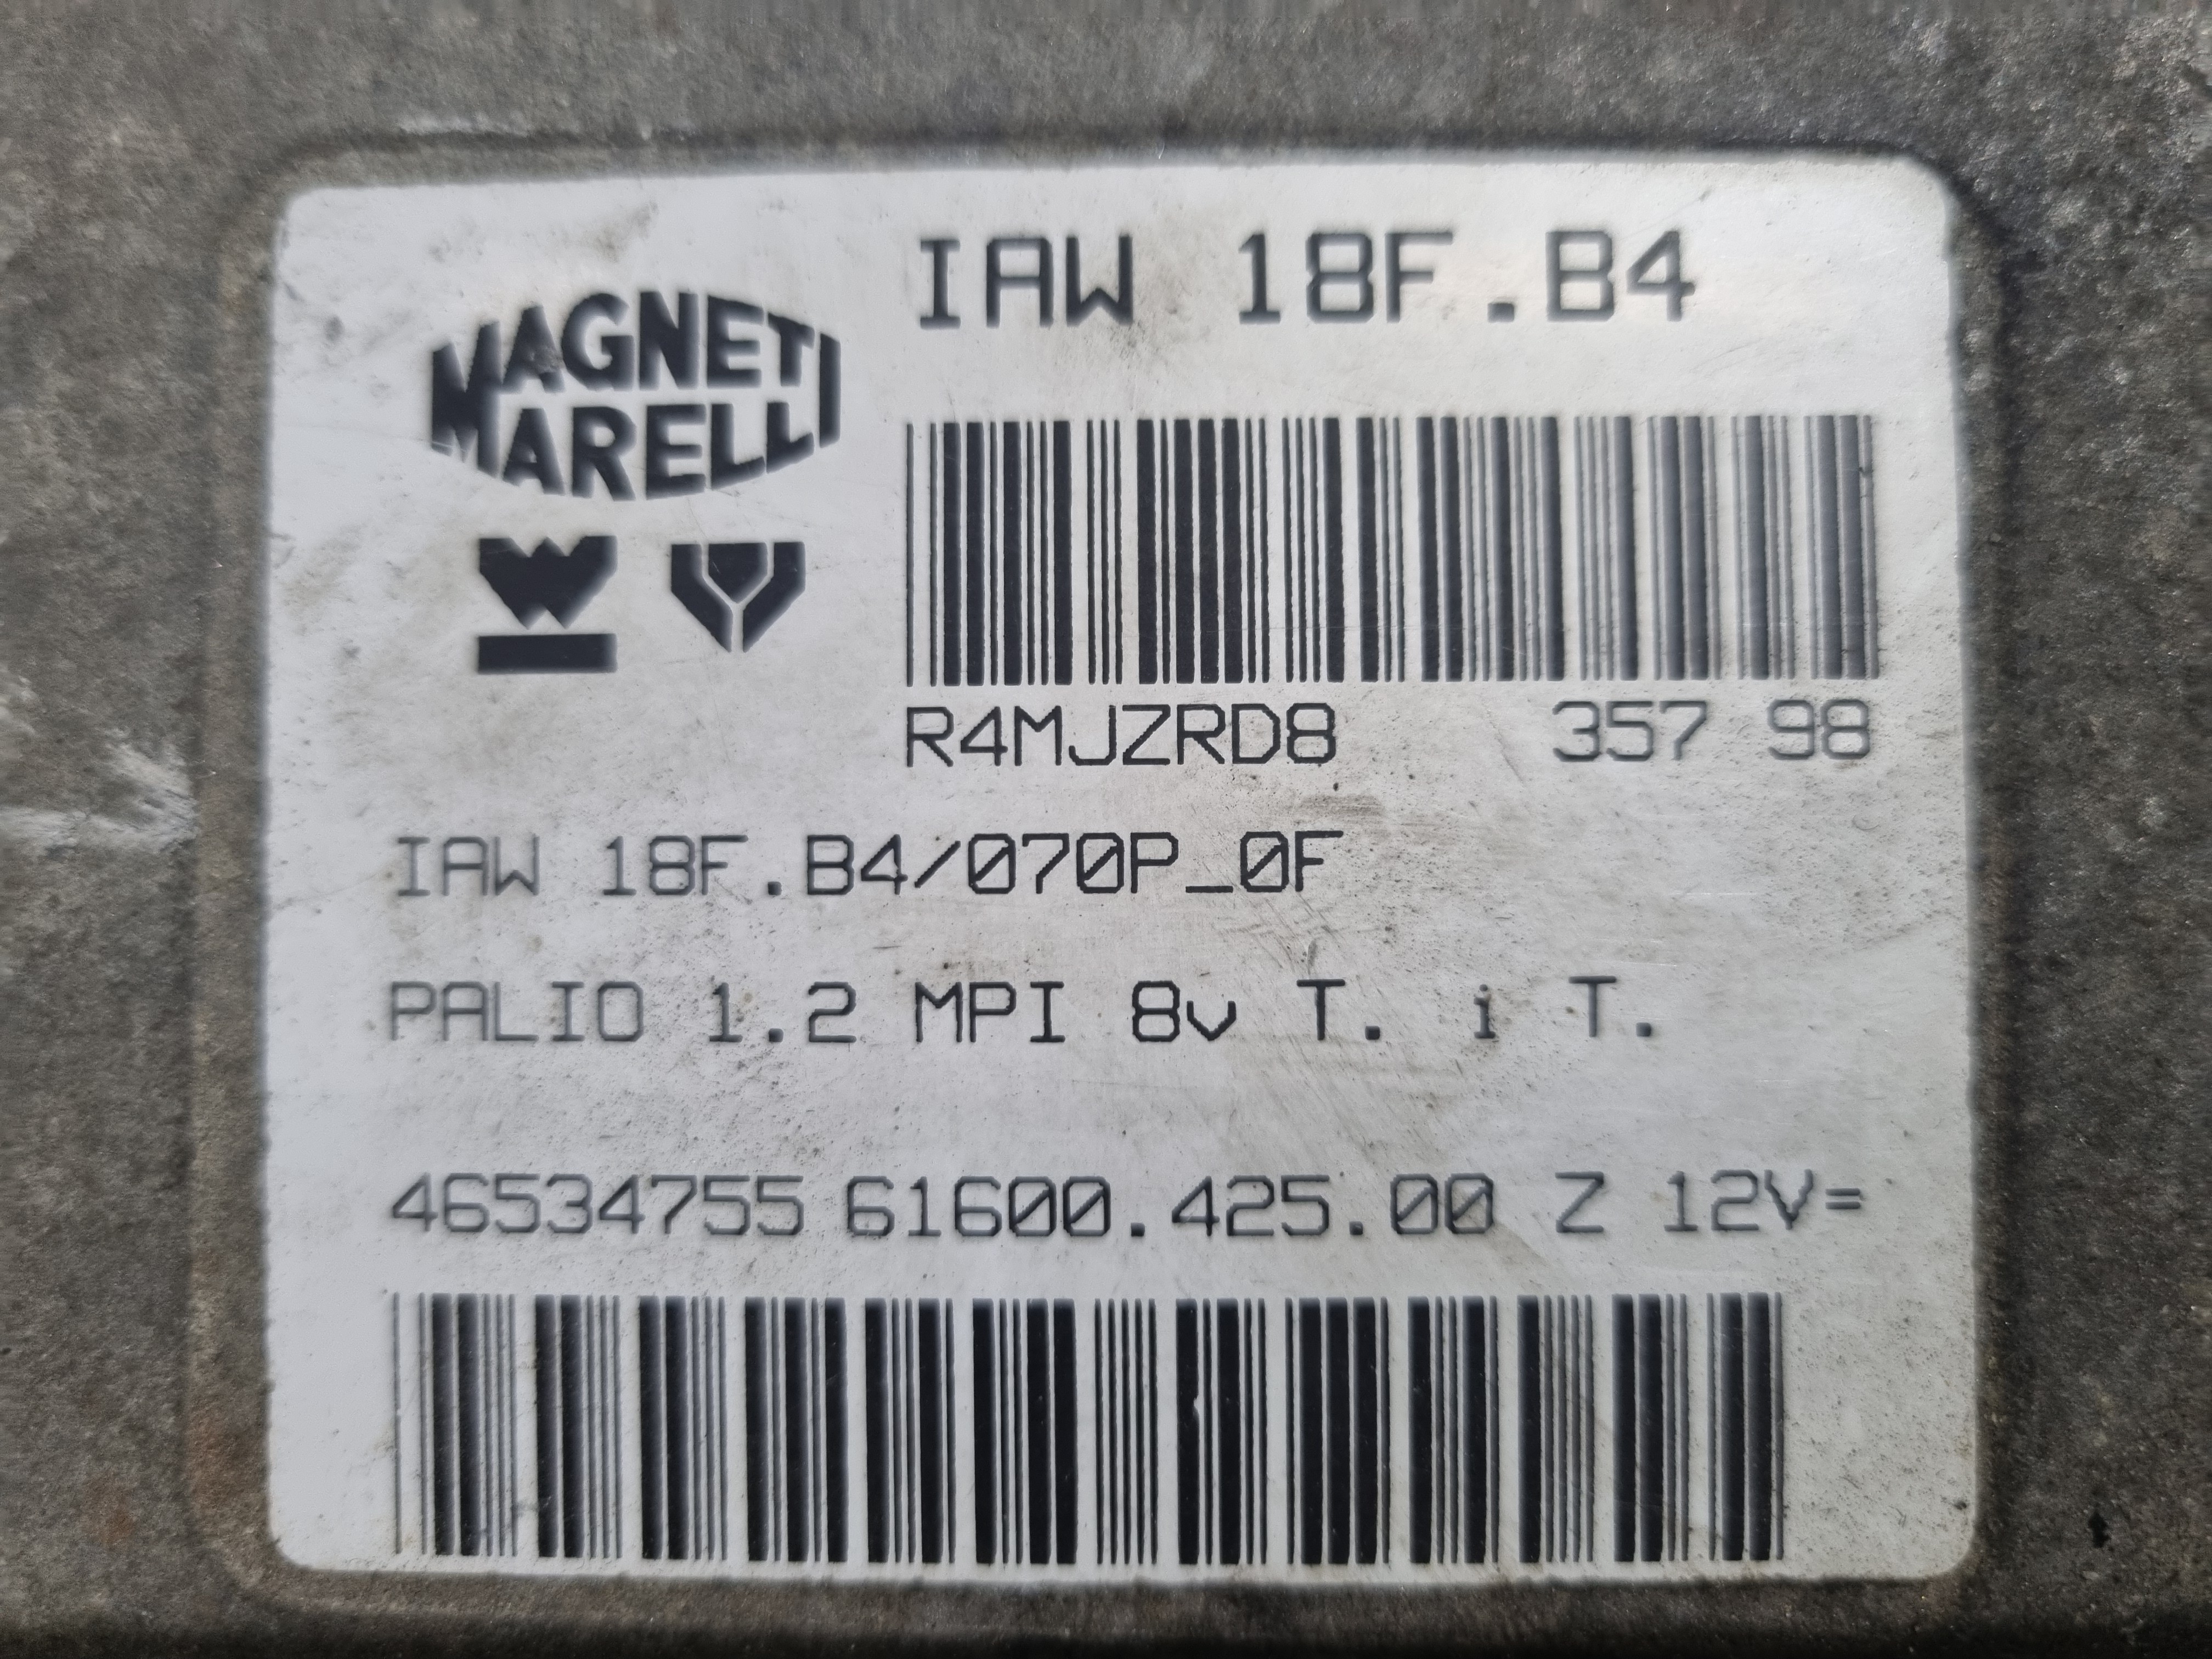 IAW 18F.B4
MAGNETI
MARELLI
R4MJZRD8 357 98
IAW 18F.B4/070P_0F
PALIO 1.2 MPI 8v T. i T.
46534755 61600.425.00 Z 12V=